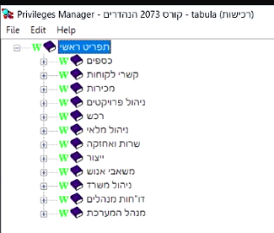 Privileges Manager - קורס 2073 הנהדרים - tabula (רכישות)
File Edit Help
W תפריט ראשי
W כספים
W קשרי לקוחות
W מכירות
W ניהול פרויקטים
W רכש
W ניהול מלאי
W שרות ואחזקה
W ייצור
W משאבי אנוש
W ניהול משרד
W דו"חות מנהלים
W מנהל המערכת